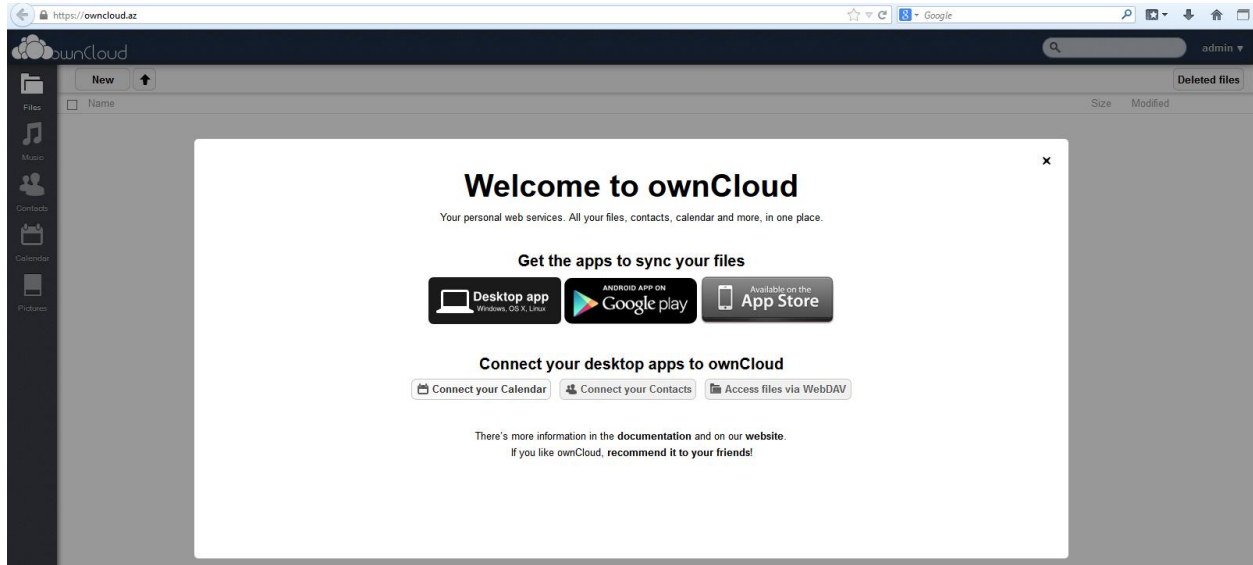 https://owncloud.az
Google
ownCloud
admin
New
Deleted files
Files
Name
Size
Modified
Music
Contacts
Calendar
Pictures
Welcome to ownCloud
Your personal web services. All your files, contacts, calendar and more, in one place.
Get the apps to sync your files
Desktop app
Windows, OS X, Linux
ANDROID APP ON
Google play
Available on the
App Store
Connect your desktop apps to ownCloud
Connect your Calendar
Connect your Contacts
Access files via WebDAV
There's more information in the documentation and on our website.
If you like ownCloud, recommend it to your friends!